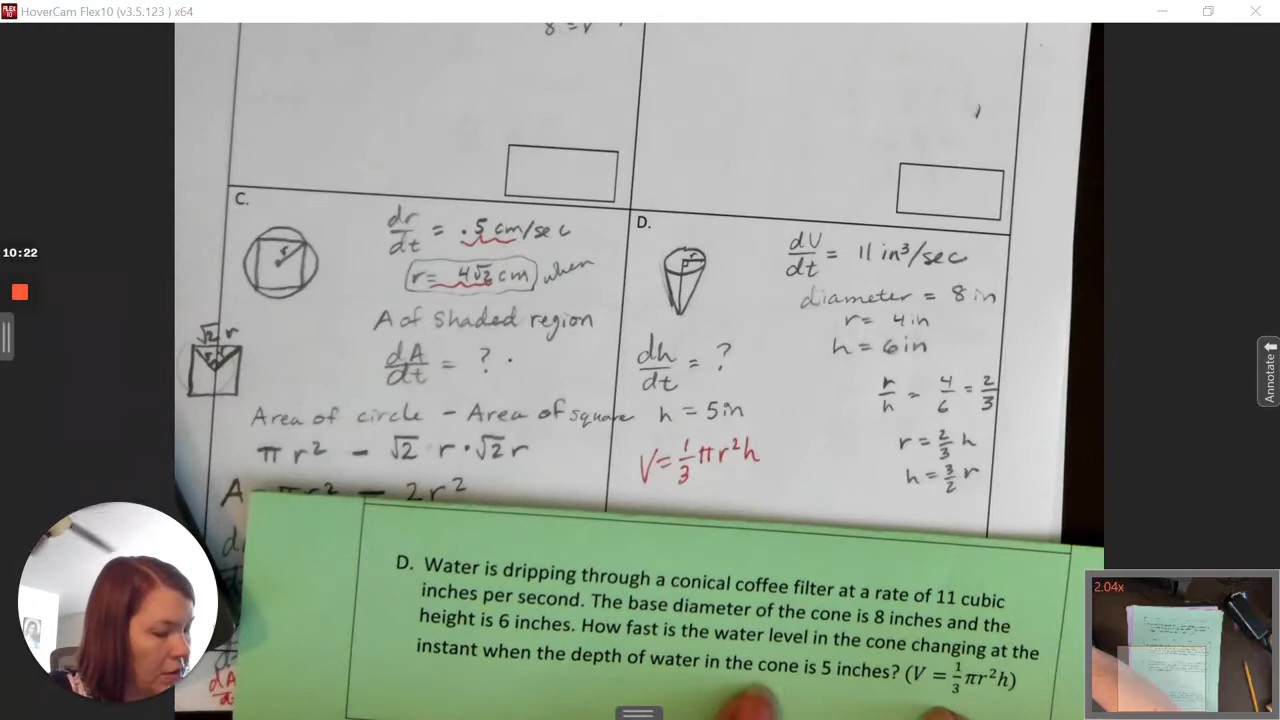 HoverCam Flex10 (v3.5.123 ) x64
10:22
8 = r
C.
dr/dt = .5 cm/sec
r = 4√2 cm when
A of shaded region
dA/dt = ?
√2 r
Area of circle - Area of square
πr² - √2 r · √2 r
A πr² - 2r²
D.
dV/dt = 11 in³/sec
diameter = 8 in
r = 4 in
h = 6 in
dh/dt = ?
r/h = 4/6 = 2/3
h = 5 in
r = 2/3 h
V = 1/3 πr²h
h = 3/2 r
D. Water is dripping through a conical coffee filter at a rate of 11 cubic
inches per second. The base diameter of the cone is 8 inches and the
height is 6 inches. How fast is the water level in the cone changing at the
instant when the depth of water in the cone is 5 inches? (V = 1/3 πr²h)
Annotate
2.04x